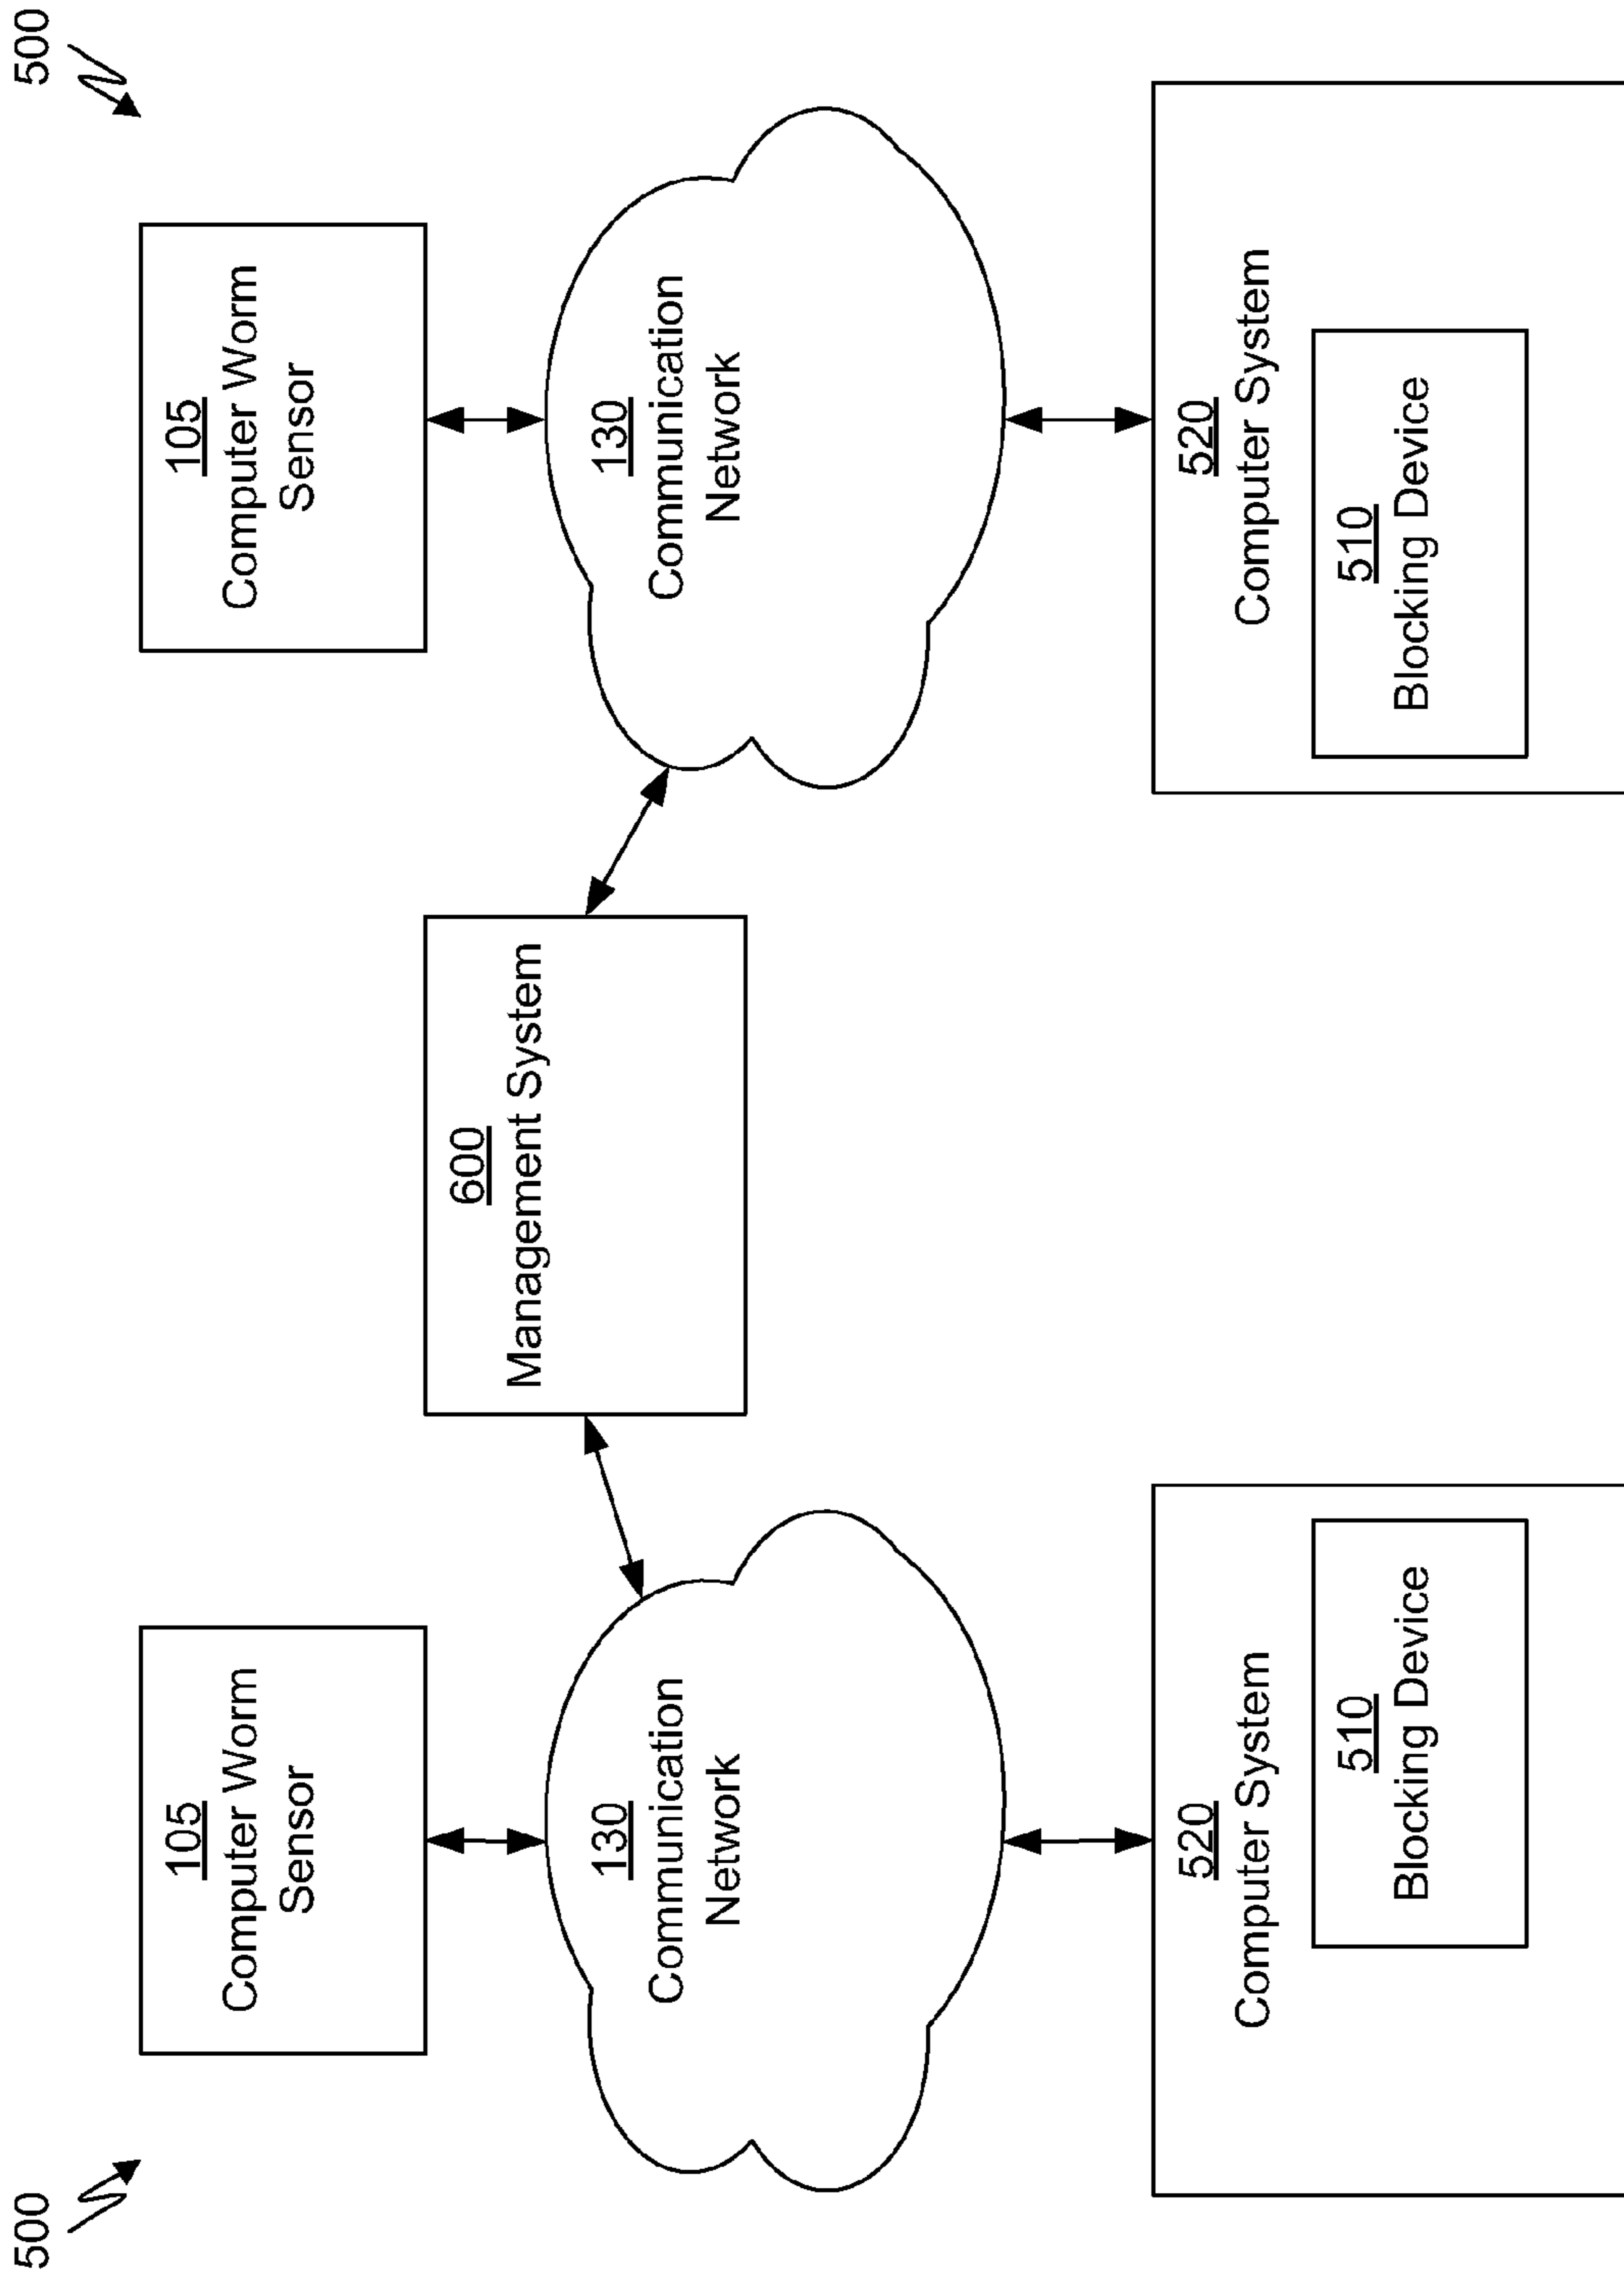 500
500
105
Computer Worm
Sensor
105
Computer Worm
Sensor
600
Management System
130
Communication
Network
130
Communication
Network
520
Computer System
510
Blocking Device
520
Computer System
510
Blocking Device